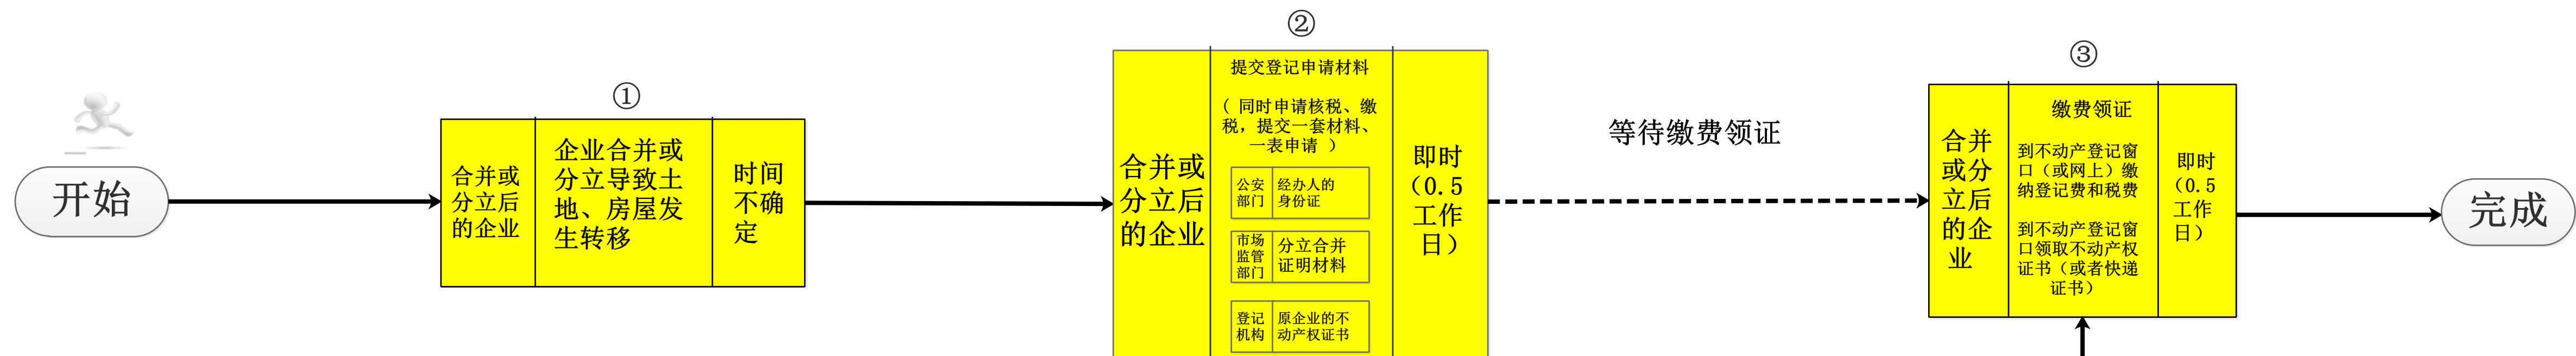 开始
①
合并或
分立后
的企业
企业合并或
分立导致土
地、房屋发
生转移
时间
不确
定
②
合并或
分立后
的企业
提交登记申请材料
（ 同时申请核税、缴
税，提交一套材料、
一表申请 ）
公安
部门
经办人的
身份证
市场
监管
部门
分立合并
证明材料
登记
机构
原企业的不
动产权证书
即时
（0.5
工作
日）
等待缴费领证
③
合并
或分
立后
的企
业
缴费领证
到不动产登记窗
口（或网上）缴
纳登记费和税费
到不动产登记窗
口领取不动产权
证书（或者快递
证书）
即时
（0.5
工作
日）
完成